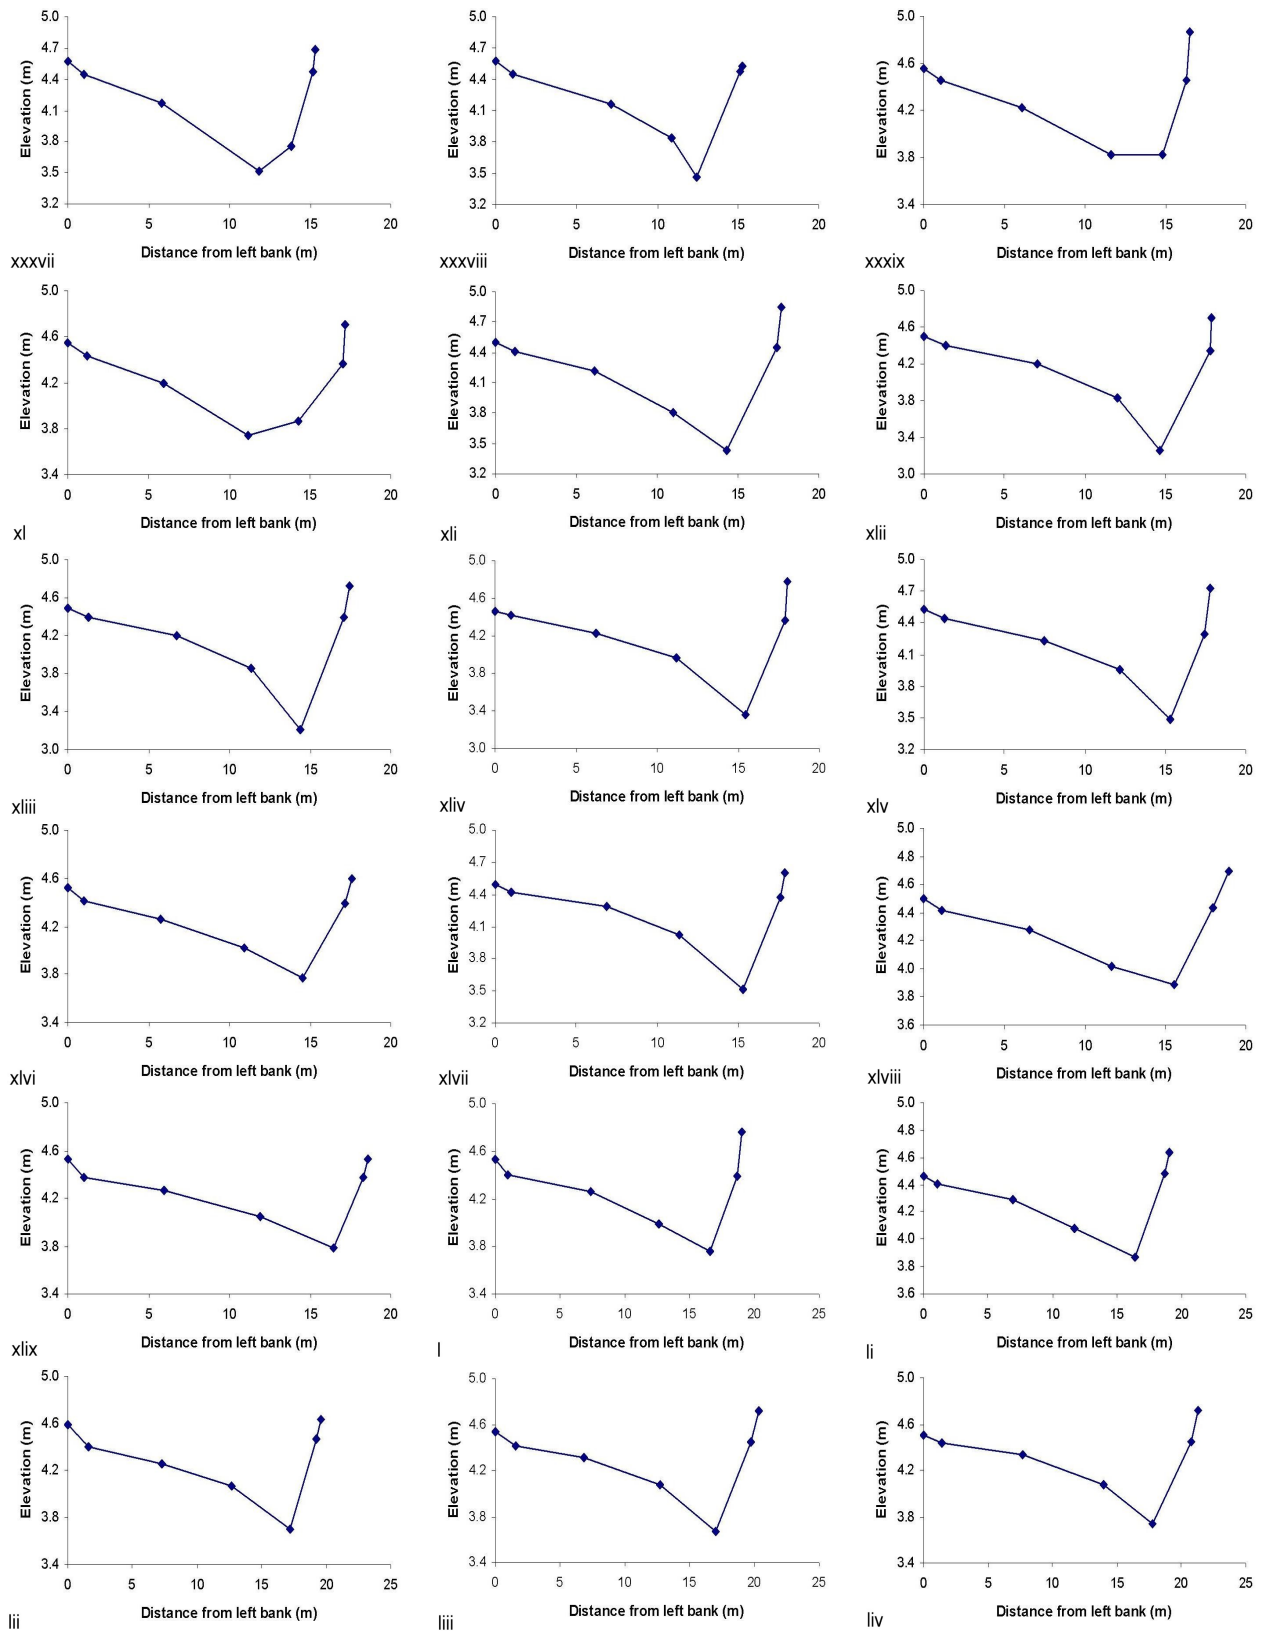 5.0
4.7
4.4
4.1
3.8
3.5
3.2
Elevation (m)
0 5 10 15 20
Distance from left bank (m)
xxxvii
5.0
4.7
4.4
4.1
3.8
3.5
3.2
Elevation (m)
0 5 10 15 20
Distance from left bank (m)
xxxviii
5.0
4.6
4.2
3.8
3.4
Elevation (m)
0 5 10 15 20
Distance from left bank (m)
xxxix
5.0
4.6
4.2
3.8
3.4
Elevation (m)
0 5 10 15 20
Distance from left bank (m)
xl
5.0
4.7
4.4
4.1
3.8
3.5
3.2
Elevation (m)
0 5 10 15 20
Distance from left bank (m)
xli
5.0
4.6
4.2
3.8
3.4
3.0
Elevation (m)
0 5 10 15 20
Distance from left bank (m)
xlii
5.0
4.6
4.2
3.8
3.4
3.0
Elevation (m)
0 5 10 15 20
Distance from left bank (m)
xliii
5.0
4.6
4.2
3.8
3.4
3.0
Elevation (m)
0 5 10 15 20
Distance from left bank (m)
xliv
5.0
4.7
4.4
4.1
3.8
3.5
3.2
Elevation (m)
0 5 10 15 20
Distance from left bank (m)
xlv
5.0
4.6
4.2
3.8
3.4
Elevation (m)
0 5 10 15 20
Distance from left bank (m)
xlvi
5.0
4.7
4.4
4.1
3.8
3.5
3.2
Elevation (m)
0 5 10 15 20
Distance from left bank (m)
xlvii
5.0
4.8
4.6
4.4
4.2
4.0
3.8
3.6
Elevation (m)
0 5 10 15 20
Distance from left bank (m)
xlviii
5.0
4.6
4.2
3.8
3.4
Elevation (m)
0 5 10 15 20
Distance from left bank (m)
xlix
5.0
4.6
4.2
3.8
3.4
Elevation (m)
0 5 10 15 20 25
Distance from left bank (m)
l
5.0
4.8
4.6
4.4
4.2
4.0
3.8
3.6
Elevation (m)
0 5 10 15 20 25
Distance from left bank (m)
li
5.0
4.6
4.2
3.8
3.4
Elevation (m)
0 5 10 15 20 25
Distance from left bank (m)
lii
5.0
4.6
4.2
3.8
3.4
Elevation (m)
0 5 10 15 20 25
Distance from left bank (m)
liii
5.0
4.6
4.2
3.8
3.4
Elevation (m)
0 5 10 15 20 25
Distance from left bank (m)
liv